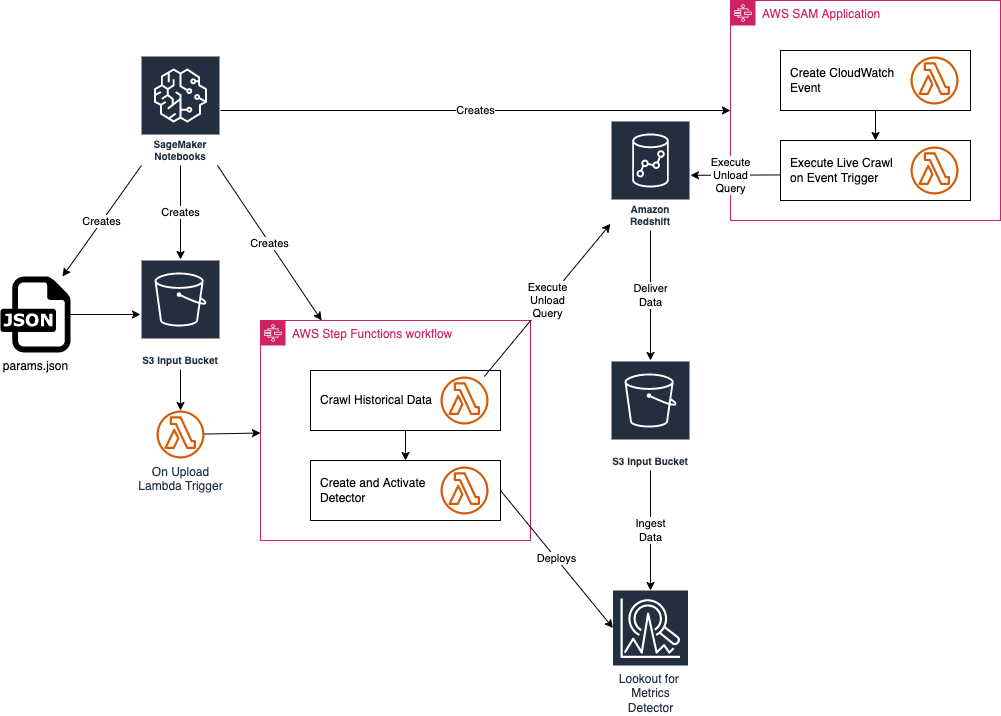 AWS SAM Application
Create CloudWatch
Event
Execute Live Crawl
on Event Trigger
Creates
SageMaker
Notebooks
Execute
Unload
Query
Amazon
Redshift
Creates
Creates
Creates
Execute
Unload
Query
Deliver
Data
JSON
params.json
S3 Input Bucket
AWS Step Functions workflow
Crawl Historical Data
Create and Activate
Detector
On Upload
Lambda Trigger
S3 Input Bucket
Ingest
Data
Deploys
Lookout for
Metrics
Detector